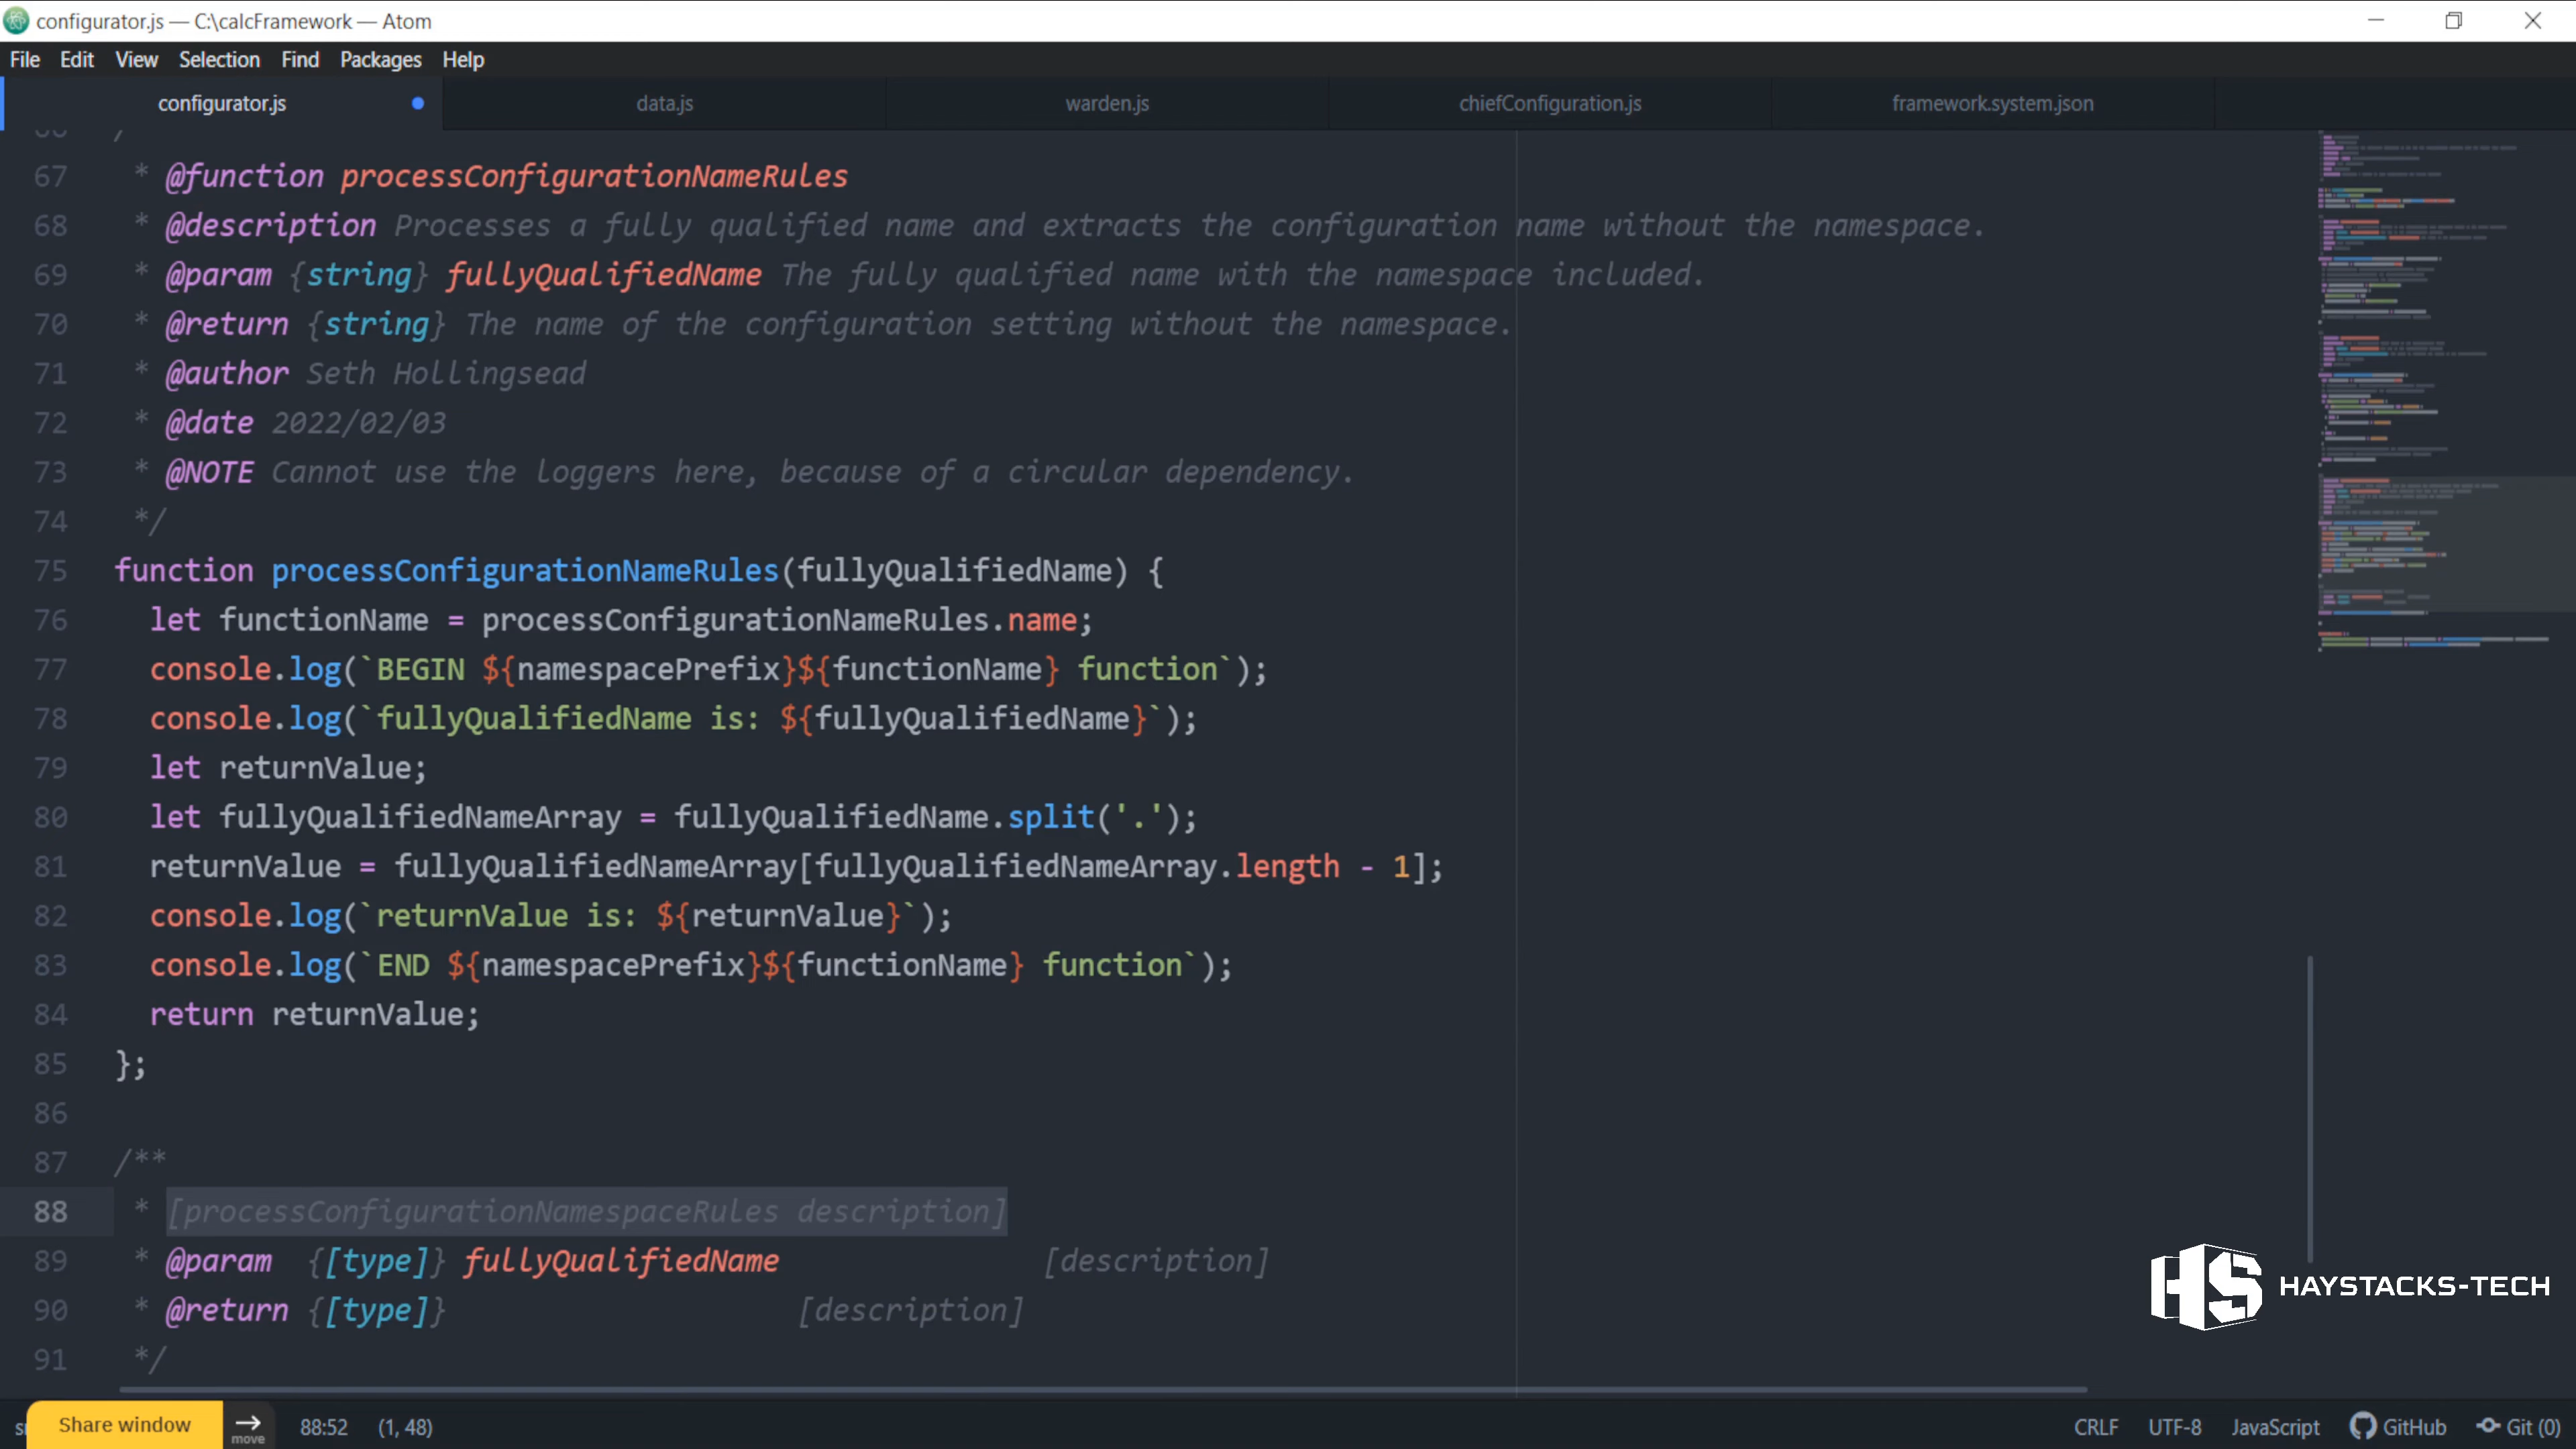 configurator.js — C:\calcFramework — Atom
File Edit View Selection Find Packages Help
configurator.js data.js warden.js chiefConfiguration.js framework.system.json
67 * @function processConfigurationNameRules
68 * @description Processes a fully qualified name and extracts the configuration name without the namespace.
69 * @param {string} fullyQualifiedName The fully qualified name with the namespace included.
70 * @return {string} The name of the configuration setting without the namespace.
71 * @author Seth Hollingsead
72 * @date 2022/02/03
73 * @NOTE Cannot use the loggers here, because of a circular dependency.
74 */
75 function processConfigurationNameRules(fullyQualifiedName) {
76 let functionName = processConfigurationNameRules.name;
77 console.log(`BEGIN ${namespacePrefix}${functionName} function`);
78 console.log(`fullyQualifiedName is: ${fullyQualifiedName}`);
79 let returnValue;
80 let fullyQualifiedNameArray = fullyQualifiedName.split('.');
81 returnValue = fullyQualifiedNameArray[fullyQualifiedNameArray.length - 1];
82 console.log(`returnValue is: ${returnValue}`);
83 console.log(`END ${namespacePrefix}${functionName} function`);
84 return returnValue;
85 };
86
87 /**
88 * [processConfigurationNamespaceRules description]
89 * @param {[type]} fullyQualifiedName [description]
90 * @return {[type]} [description]
91 */
HS HAYSTACKS-TECH
Share window → move 88:52 (1, 48) CRLF UTF-8 JavaScript GitHub Git (0)